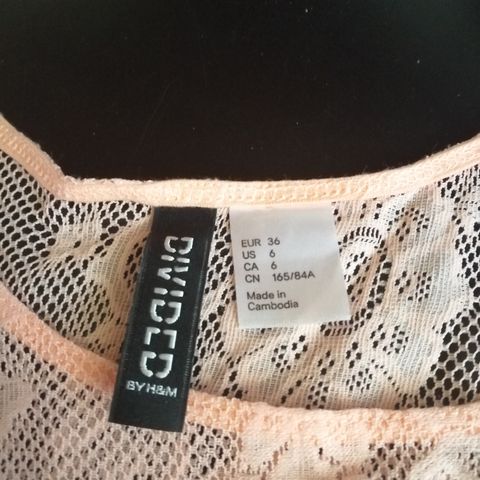 DIVIDED
BY H&M
EUR 36
US 6
CA 6
CN 165/84A
Made in
Cambodia